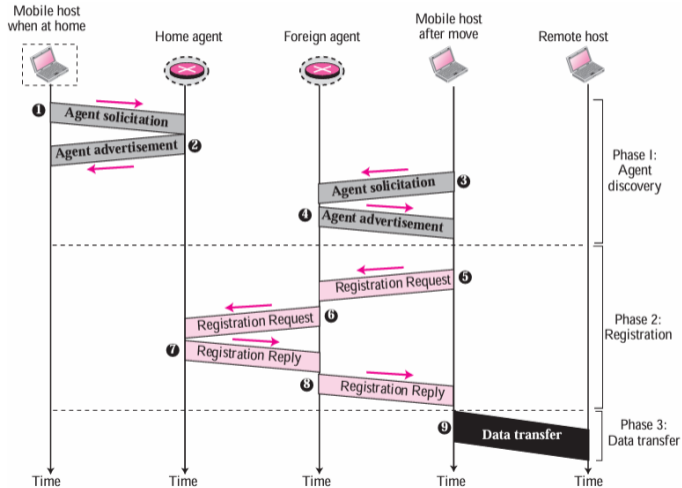 Mobile host
when at home
Home agent
Foreign agent
Mobile host
after move
Remote host
1
Agent solicitation
Agent advertisement
2
Agent solicitation
3
4
Agent advertisement
Phase I:
Agent
discovery
Registration Request
5
Registration Request
6
7
Registration Reply
8
Registration Reply
Phase 2:
Registration
9
Data transfer
Phase 3:
Data transfer
Time
Time
Time
Time
Time